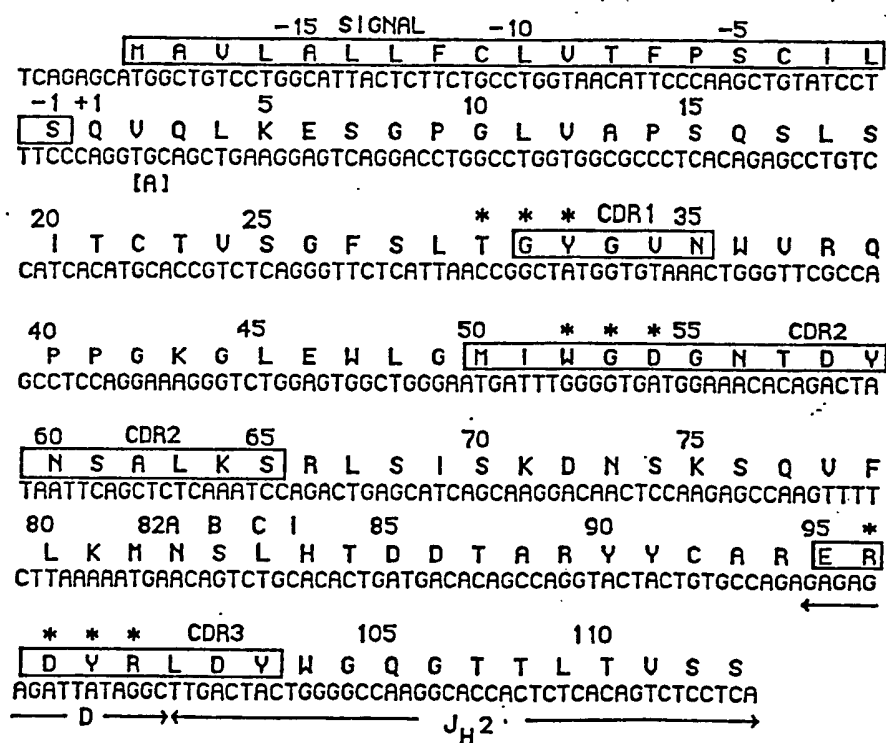 -15 SIGNAL -10 -5
M A V L A L L F C L V T F P S C I L
TCAGAGCATGGCTGTCCTGGCATTACTCTTCTGCCTGGTAACATTCCCAAGCTGTATCCT
-1 +1 5 10 15
S Q V Q L K E S G P G L V A P S Q S L S
TTCCCAGGTGCAGCTGAAGGAGTCAGGACCTGGCCTGGTGGCGCCCTCACAGAGCCTGTC
[A]
20 25 * * * CDR1 35
I T C T V S G F S L T G Y G V N W V R Q
CATCACATGCACCGTCTCAGGGTTCTCATTAACCGGCTATGGTGTAAACTGGGTTCGCCA
40 45 50 * * * 55 CDR2
P P G K G L E W L G M I W G D G N T D Y
GCCTCCAGGAAAGGGTCTGGAGTGGCTGGGAATGATTTGGGGTGATGGAAACACAGACTA
60 CDR2 65 70 75
N S A L K S R L S I S K D N S K S Q V F
TAATTCAGCTCTCAAATCCAGACTGAGCATCAGCAAGGACAACTCCAAGAGCCAAGTTTT
80 82A B C I 85 90 95 *
L K M N S L H T D D T A R Y Y C A R E R
CTTAAAAATGAACAGTCTGCACACTGATGACACAGCCAGGTACTACTGTGCCAGAGAGAG
* * * CDR3 105 110
D Y R L D Y W G Q G T T L T V S S
AGATTATAGGCTTGACTACTGGGGCCAAGGCACCACTCTCACAGTCTCCTCA
D JH2